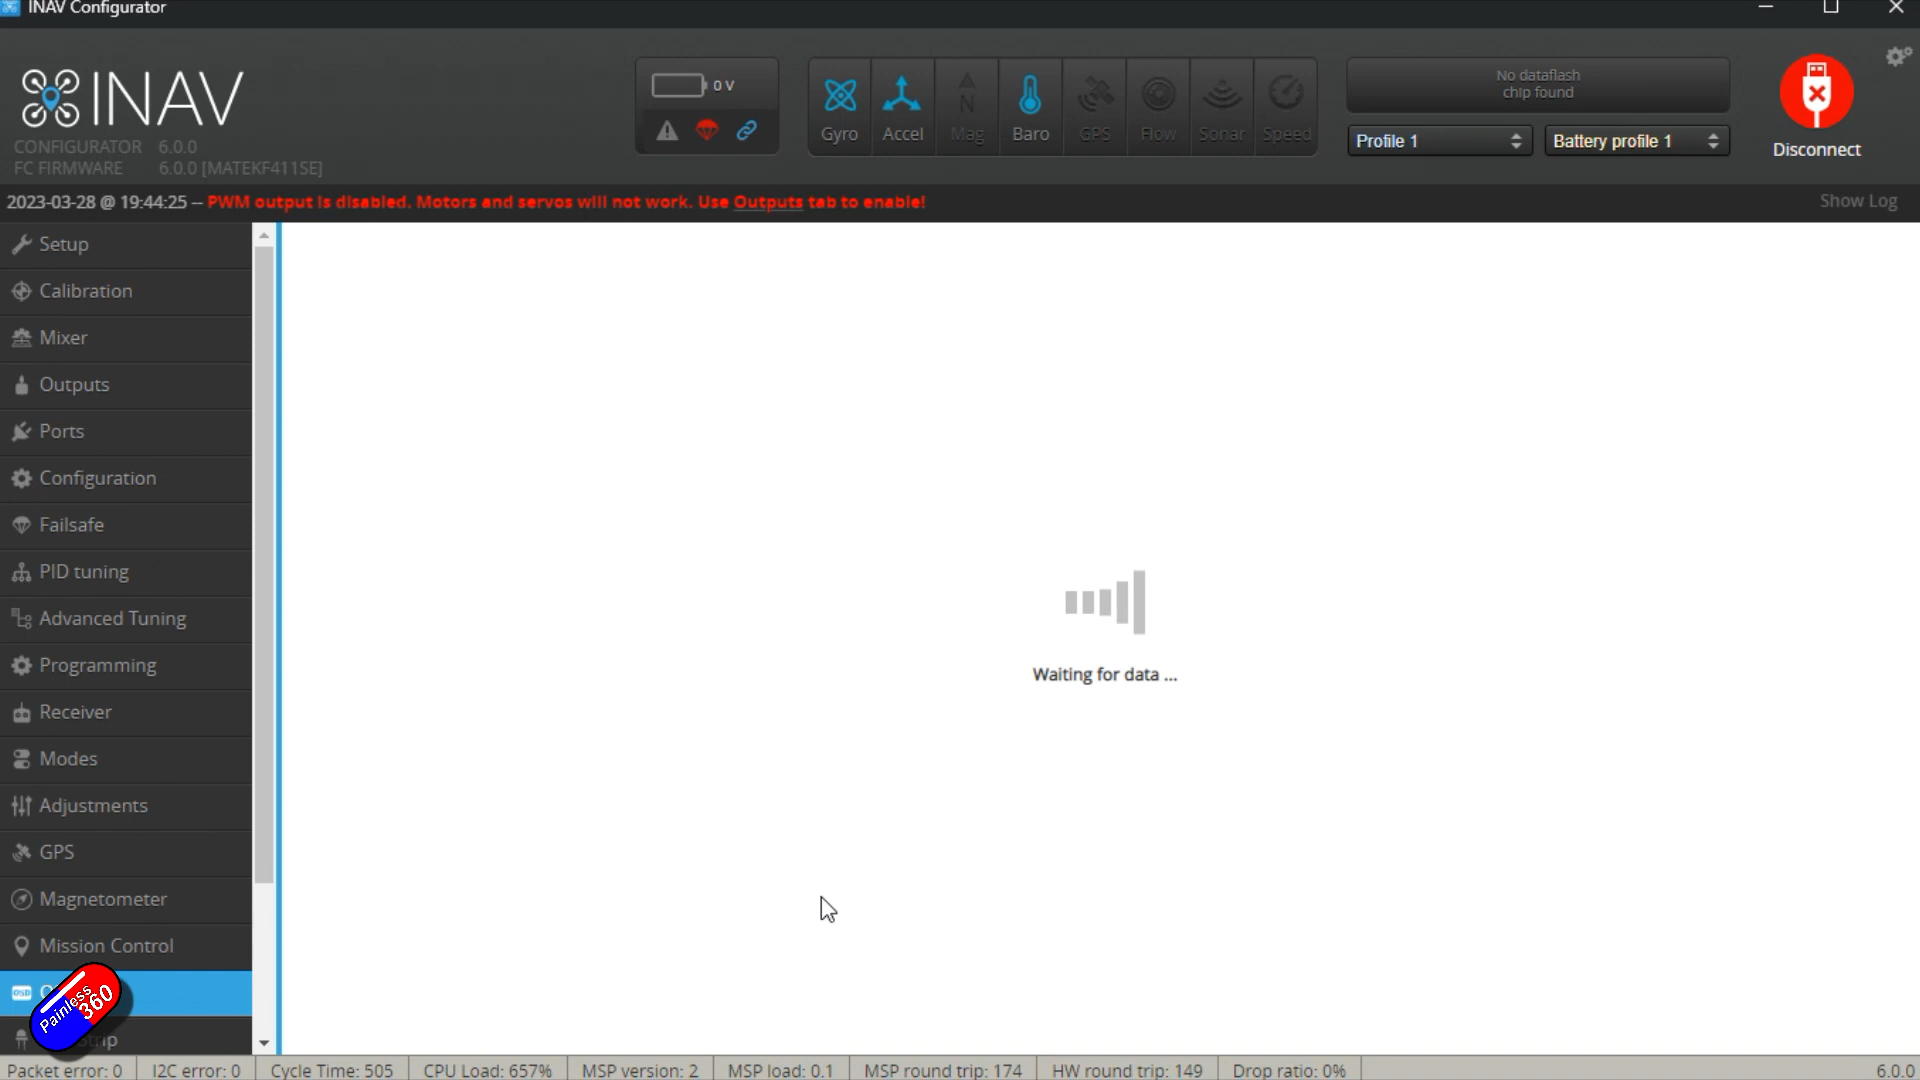 INAV Configurator
INAV
CONFIGURATOR 6.0.0
FC FIRMWARE 6.0.0 [MATEKF411SE]
0 V
Gyro
Accel
Mag
Baro
GPS
Flow
Sonar
Speed
No dataflash
chip found
Profile 1
Battery profile 1
Disconnect
2023-03-28 @ 19:44:25 -- PWM output is disabled. Motors and servos will not work. Use Outputs tab to enable!
Show Log
Setup
Calibration
Mixer
Outputs
Ports
Configuration
Failsafe
PID tuning
Advanced Tuning
Programming
Receiver
Modes
Adjustments
GPS
Magnetometer
Mission Control
OSD
Painless
360
Waiting for data ...
Packet error: 0
I2C error: 0
Cycle Time: 505
CPU Load: 657%
MSP version: 2
MSP load: 0.1
MSP round trip: 174
HW round trip: 149
Drop ratio: 0%
6.0.0